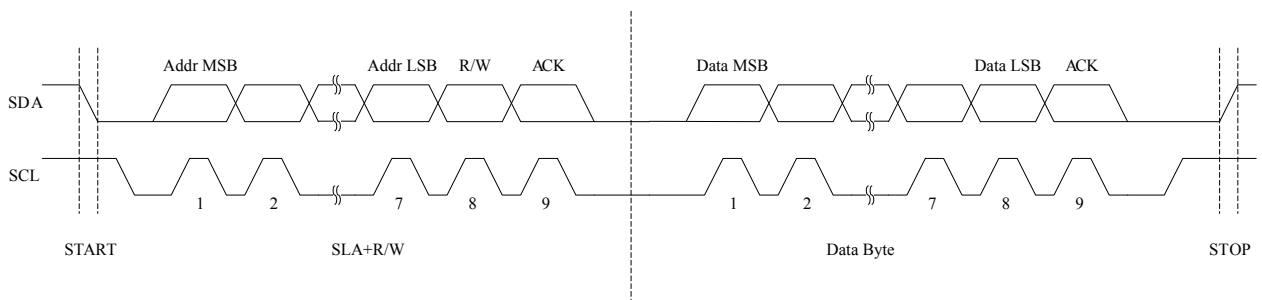 Addr MSB Addr LSB R/W ACK Data MSB Data LSB ACK
SDA
SCL
1 2 7 8 9 1 2 7 8 9
START SLA+R/W Data Byte STOP